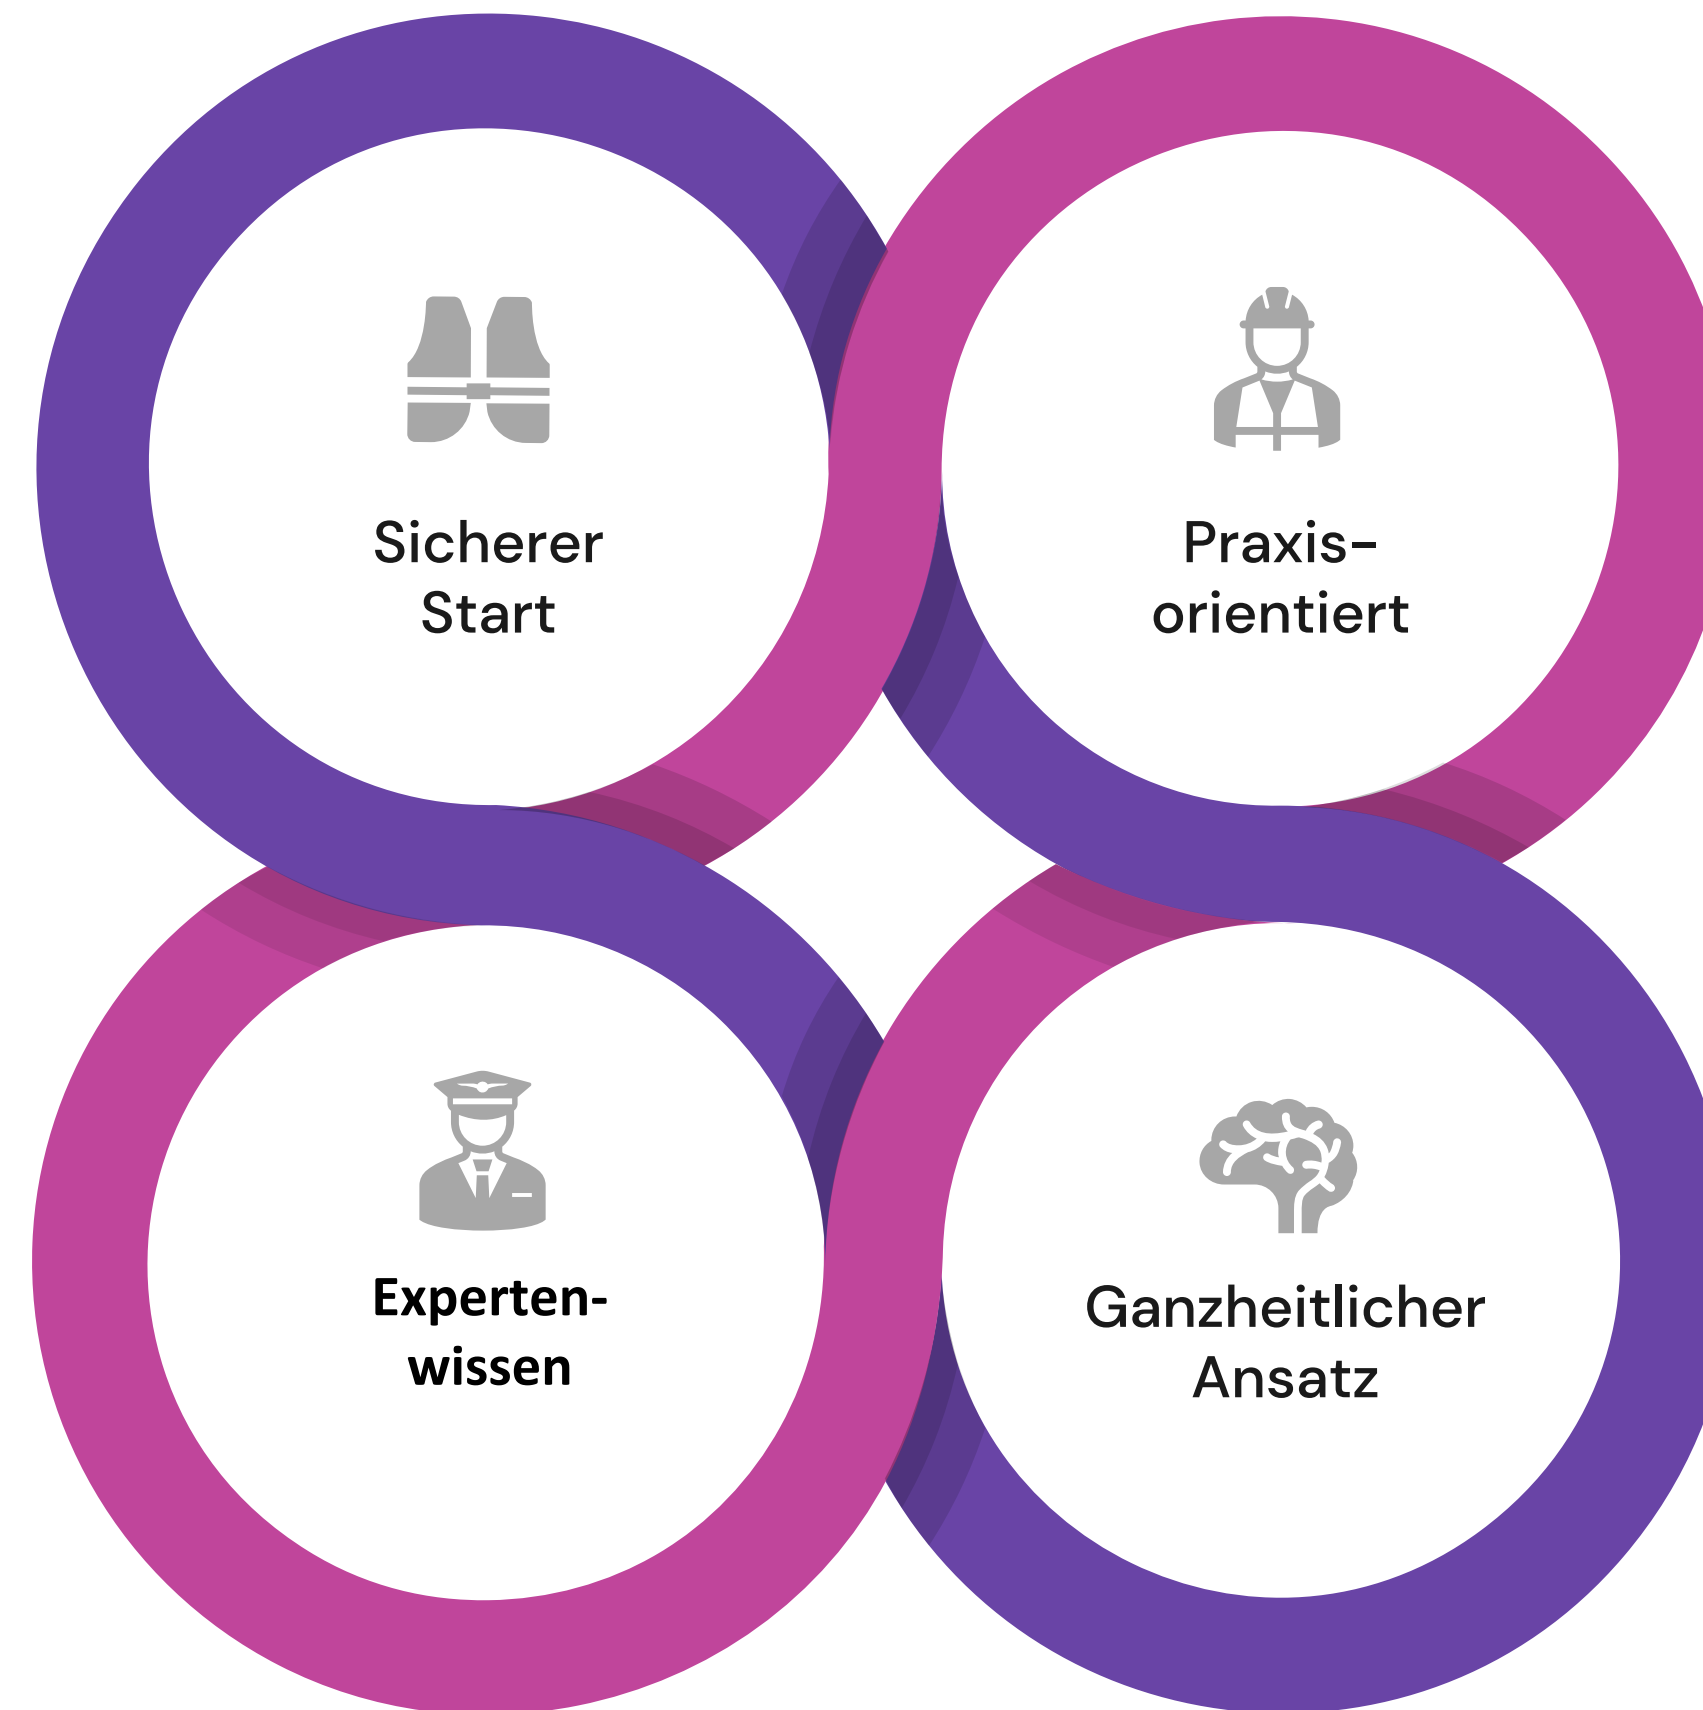 Sicherer
Start
Praxis-
orientiert
Experten-
wissen
Ganzheitlicher
Ansatz